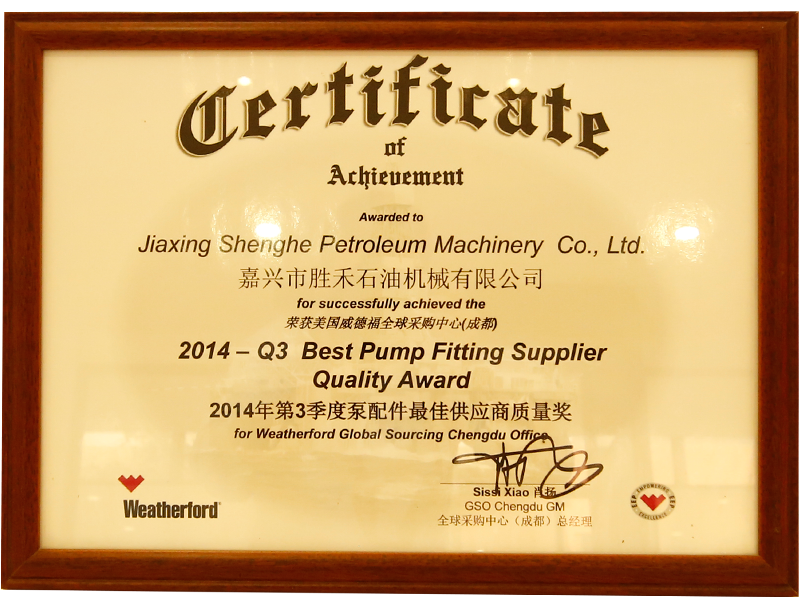 Certificate
of
Achievement
Awarded to
Jiaxing Shenghe Petroleum Machinery Co., Ltd.
嘉兴市胜禾石油机械有限公司
for successfully achieved the
荣获美国威德福全球采购中心(成都)
2014 – Q3 Best Pump Fitting Supplier
Quality Award
2014年第3季度泵配件最佳供应商质量奖
for Weatherford Global Sourcing Chengdu Office
Sissi Xiao 肖扬
GSO Chengdu GM
全球采购中心（成都）总经理
Weatherford
EMPOWERING
EXCELLENCE